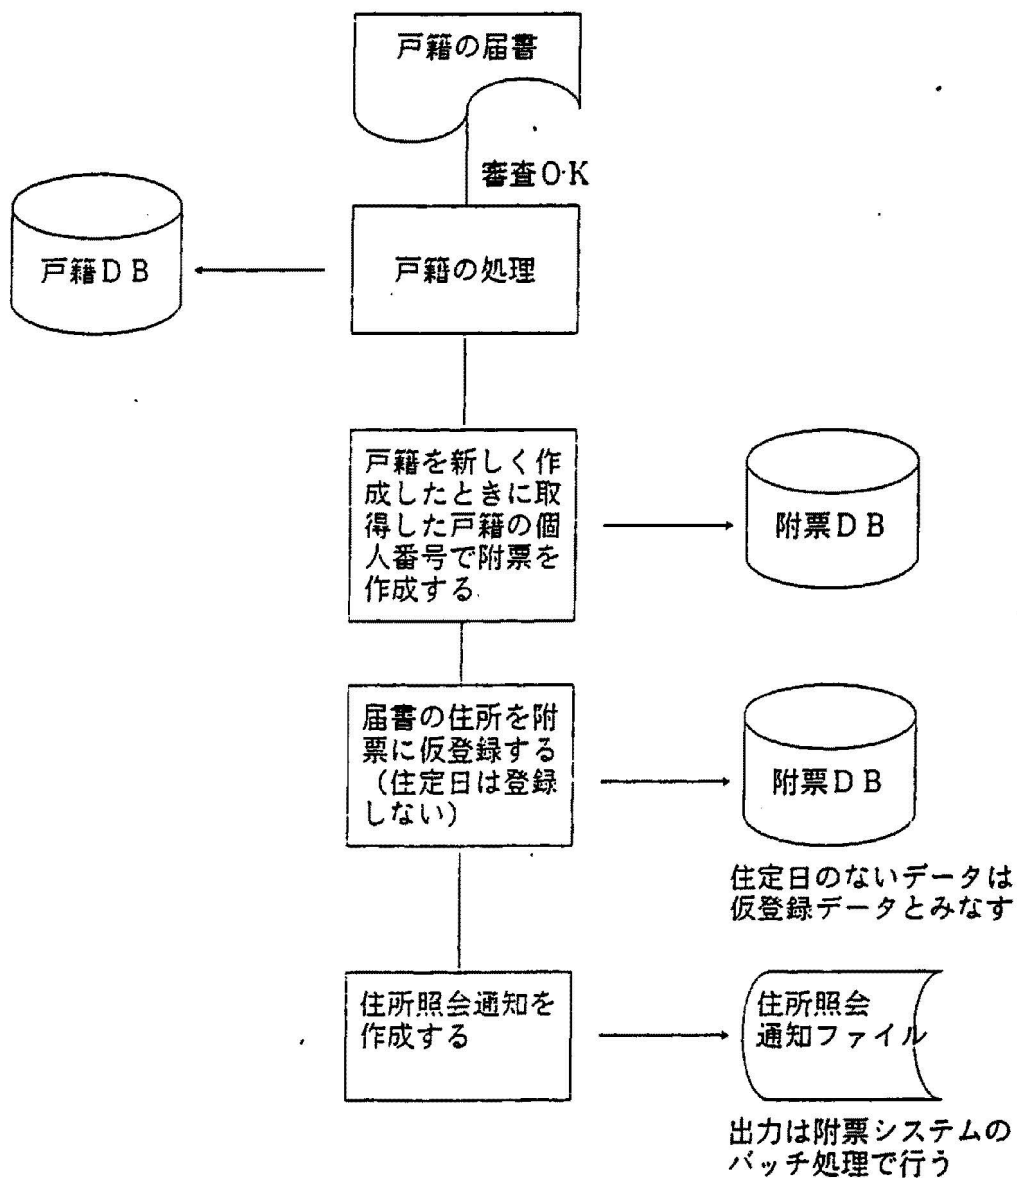 戸籍の届書
審査O·K
戸籍DB
戸籍の処理
戸籍を新しく作
成したときに取
得した戸籍の個
人番号で附票を
作成する
附票DB
届書の住所を附
票に仮登録する
（住定日は登録
しない）
附票DB
住定日のないデータは
仮登録データとみなす
住所照会通知を
作成する
住所照会
通知ファイル
出力は附票システムの
バッチ処理で行う